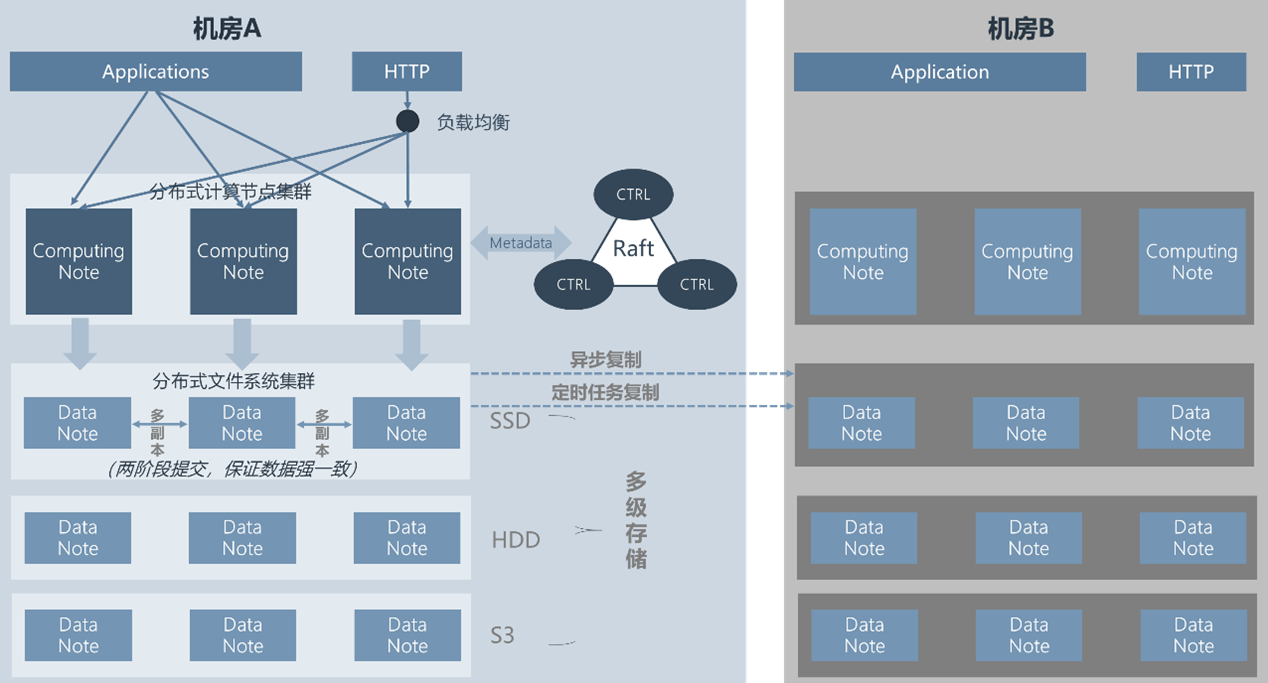 机房A
Applications
HTTP
负载均衡
分布式计算节点集群
Computing
Note
Computing
Note
Computing
Note
Metadata
CTRL
Raft
CTRL
CTRL
异步复制
定时任务复制
分布式文件系统集群
Data
Note
多
副
本
Data
Note
多
副
本
Data
Note
(两阶段提交，保证数据强一致)
SSD
Data
Note
Data
Note
Data
Note
HDD
Data
Note
Data
Note
Data
Note
S3
多
级
存
储
机房B
Application
HTTP
Computing
Note
Computing
Note
Computing
Note
Data
Note
Data
Note
Data
Note
Data
Note
Data
Note
Data
Note
Data
Note
Data
Note
Data
Note